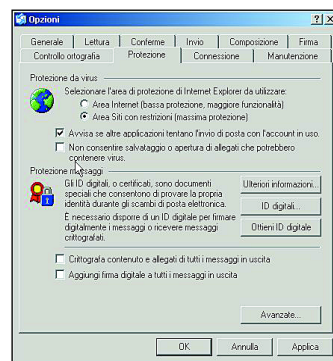 Opzioni
Generale Lettura Conferme Invio Composizione Firma
Controllo ortografia Protezione Connessione Manutenzione
Protezione da virus
Selezionare l'area di protezione di Internet Explorer da utilizzare:
Area Internet (bassa protezione, maggiore funzionalità)
Area Siti con restrizioni (massima protezione)
Avvisa se altre applicazioni tentano l'invio di posta con l'account in uso.
Non consentire salvataggio o apertura di allegati che potrebbero
contenere virus.
Protezione messaggi
Gli ID digitali, o certificati, sono documenti
speciali che consentono di provare la propria
identità durante gli scambi di posta elettronica.
Ulteriori informazioni...
È necessario disporre di un ID digitale per firmare
digitalmente i messaggi o ricevere messaggi
crittografati.
ID digitali...
Ottieni ID digitale
Crittografa contenuto e allegati di tutti i messaggi in uscita
Aggiungi firma digitale a tutti i messaggi in uscita
Avanzate...
OK Annulla Applica